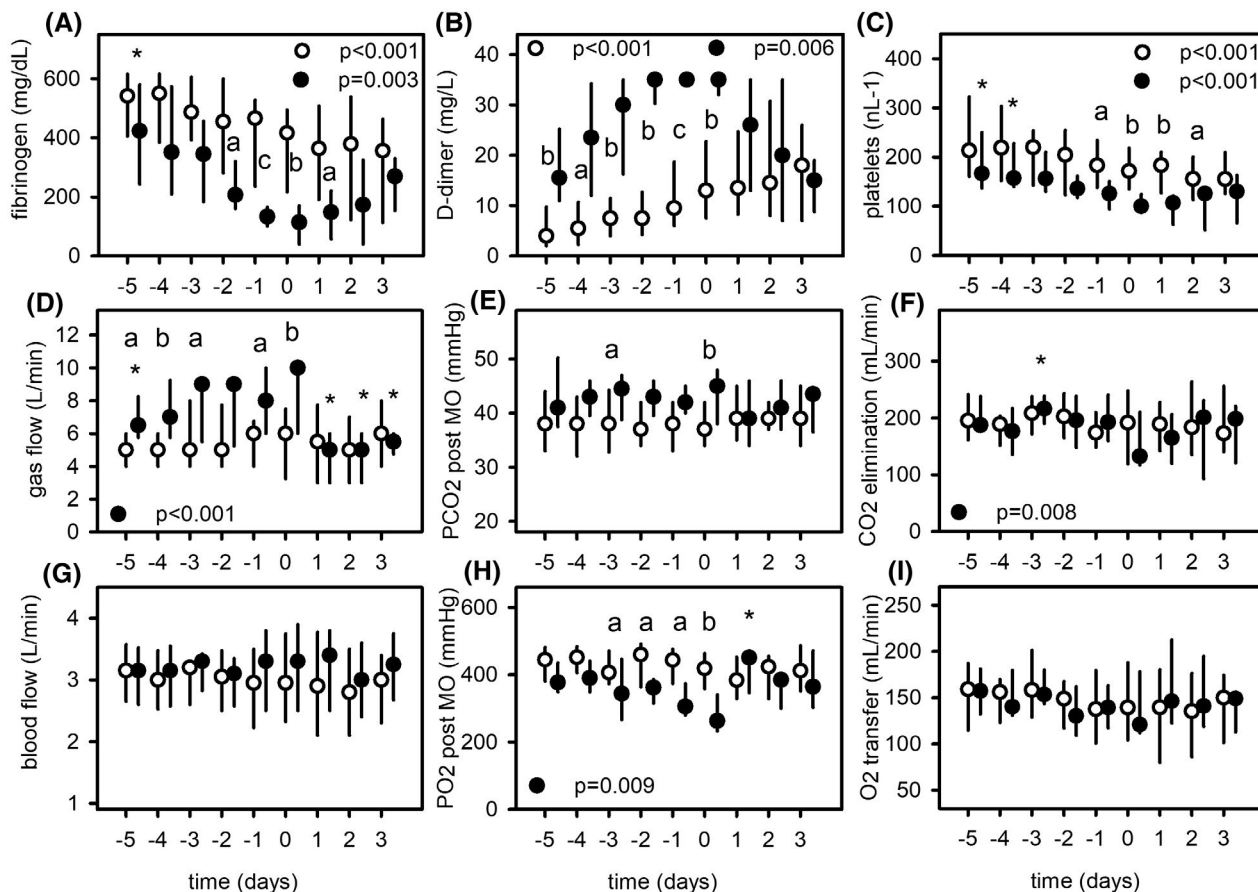 (A)
fibrinogen (mg/dL)
600
400
200
0
*
p<0.001
p=0.003
a
c
b
a
-5 -4 -3 -2 -1 0 1 2 3
(B)
D-dimer (mg/L)
40
30
20
10
0
p<0.001
p=0.006
b
a
b
b
c
b
-5 -4 -3 -2 -1 0 1 2 3
(C)
platelets (nL-1)
400
300
200
100
0
p<0.001
p<0.001
*
*
a
b
b
a
-5 -4 -3 -2 -1 0 1 2 3
(D)
gas flow (L/min)
12
10
8
6
4
2
0
a b a a b
* * * *
p<0.001
-5 -4 -3 -2 -1 0 1 2 3
(E)
PCO2 post MO (mmHg)
50
40
30
20
a b
-5 -4 -3 -2 -1 0 1 2 3
(F)
CO2 elimination (mL/min)
300
200
100
0
*
p=0.008
-5 -4 -3 -2 -1 0 1 2 3
(G)
blood flow (L/min)
4
3
2
1
-5 -4 -3 -2 -1 0 1 2 3
time (days)
(H)
PO2 post MO (mmHg)
600
400
200
0
a a a b *
p=0.009
-5 -4 -3 -2 -1 0 1 2 3
time (days)
(I)
O2 transfer (mL/min)
250
200
150
100
50
-5 -4 -3 -2 -1 0 1 2 3
time (days)